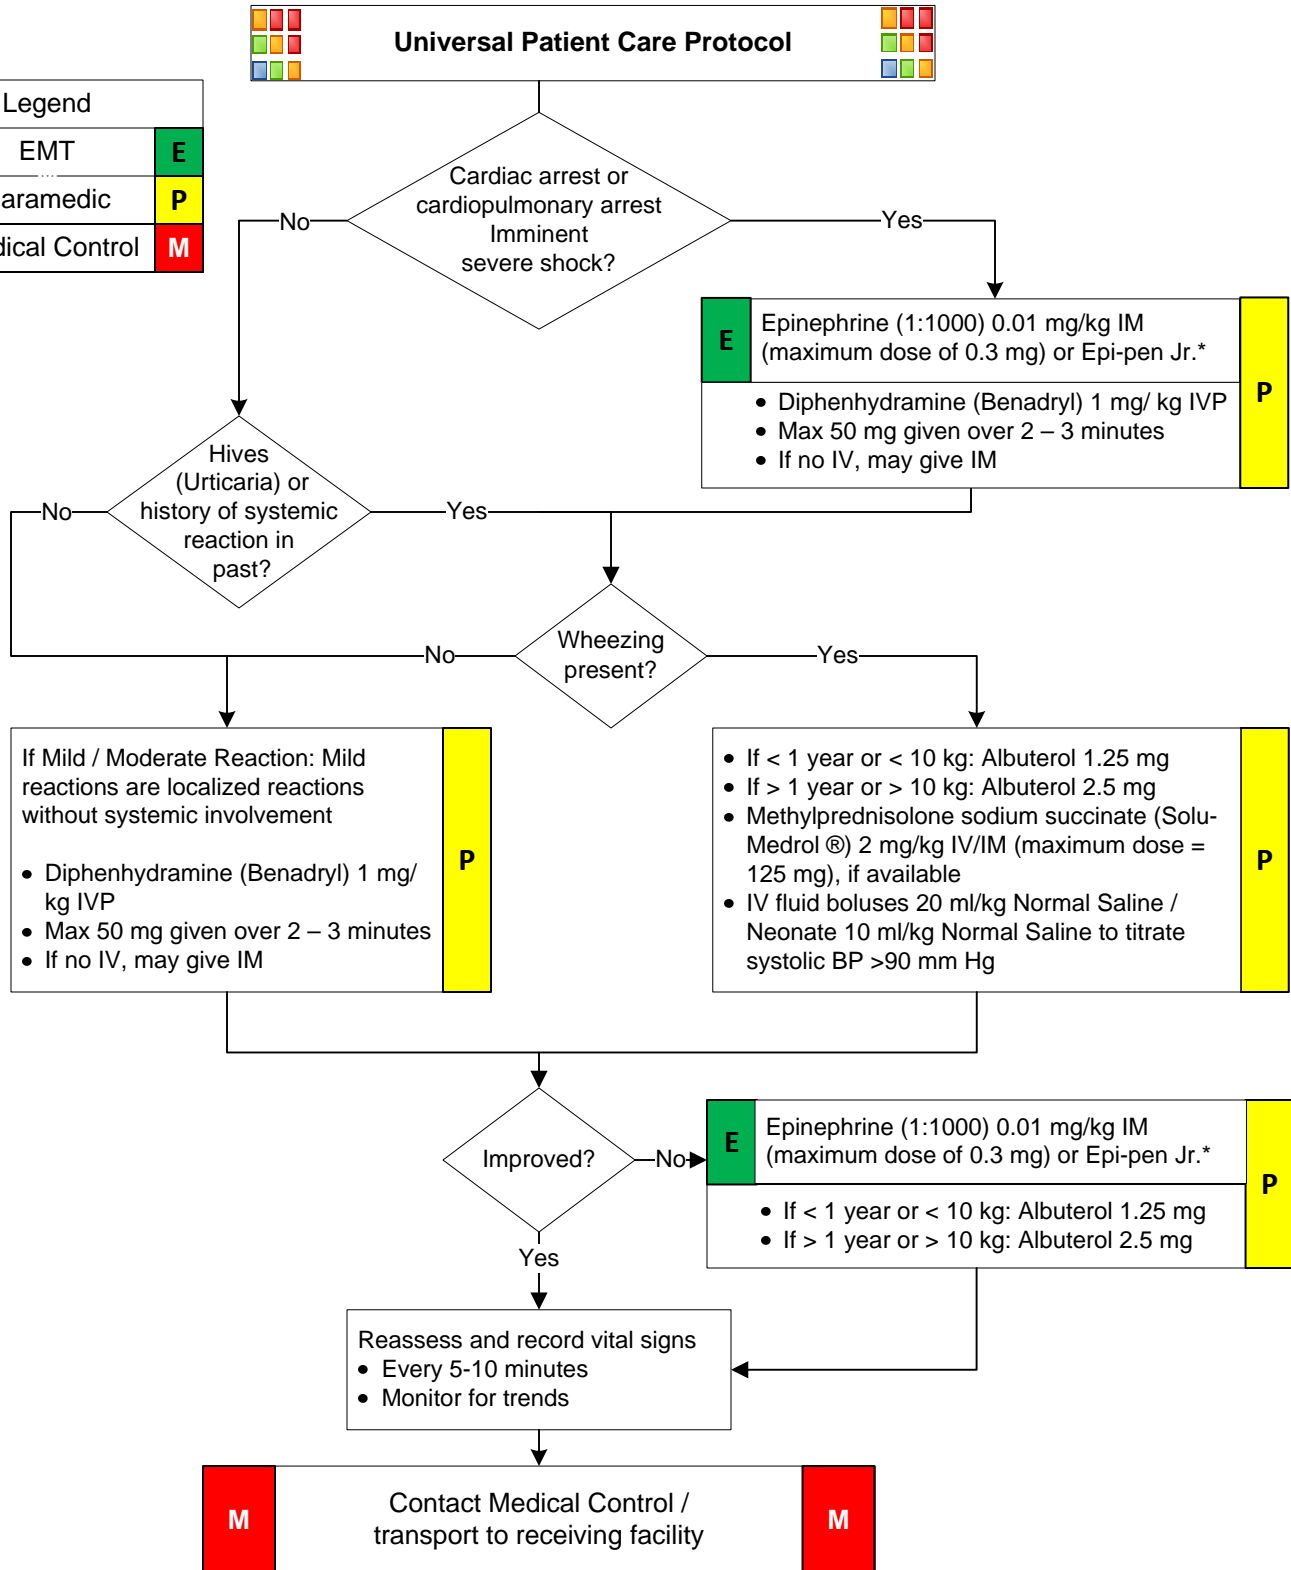 Universal Patient Care Protocol
Legend
EMT
E
aramedic
P
dical Control
M
Cardiac arrest or
cardiopulmonary arrest
Imminent
severe shock?
No
Yes
E
Epinephrine (1:1000) 0.01 mg/kg IM
(maximum dose of 0.3 mg) or Epi-pen Jr.*
P
• Diphenhydramine (Benadryl) 1 mg/ kg IVP
• Max 50 mg given over 2 – 3 minutes
• If no IV, may give IM
Hives
(Urticaria) or
history of systemic
reaction in
past?
No
Yes
Wheezing
present?
No
Yes
If Mild / Moderate Reaction: Mild
reactions are localized reactions
without systemic involvement
• Diphenhydramine (Benadryl) 1 mg/
kg IVP
• Max 50 mg given over 2 – 3 minutes
• If no IV, may give IM
P
• If < 1 year or < 10 kg: Albuterol 1.25 mg
• If > 1 year or > 10 kg: Albuterol 2.5 mg
• Methylprednisolone sodium succinate (Solu-
Medrol ®) 2 mg/kg IV/IM (maximum dose =
125 mg), if available
• IV fluid boluses 20 ml/kg Normal Saline /
Neonate 10 ml/kg Normal Saline to titrate
systolic BP >90 mm Hg
P
Improved?
No
Yes
E
Epinephrine (1:1000) 0.01 mg/kg IM
(maximum dose of 0.3 mg) or Epi-pen Jr.*
P
• If < 1 year or < 10 kg: Albuterol 1.25 mg
• If > 1 year or > 10 kg: Albuterol 2.5 mg
Reassess and record vital signs
• Every 5-10 minutes
• Monitor for trends
M
Contact Medical Control /
transport to receiving facility
M